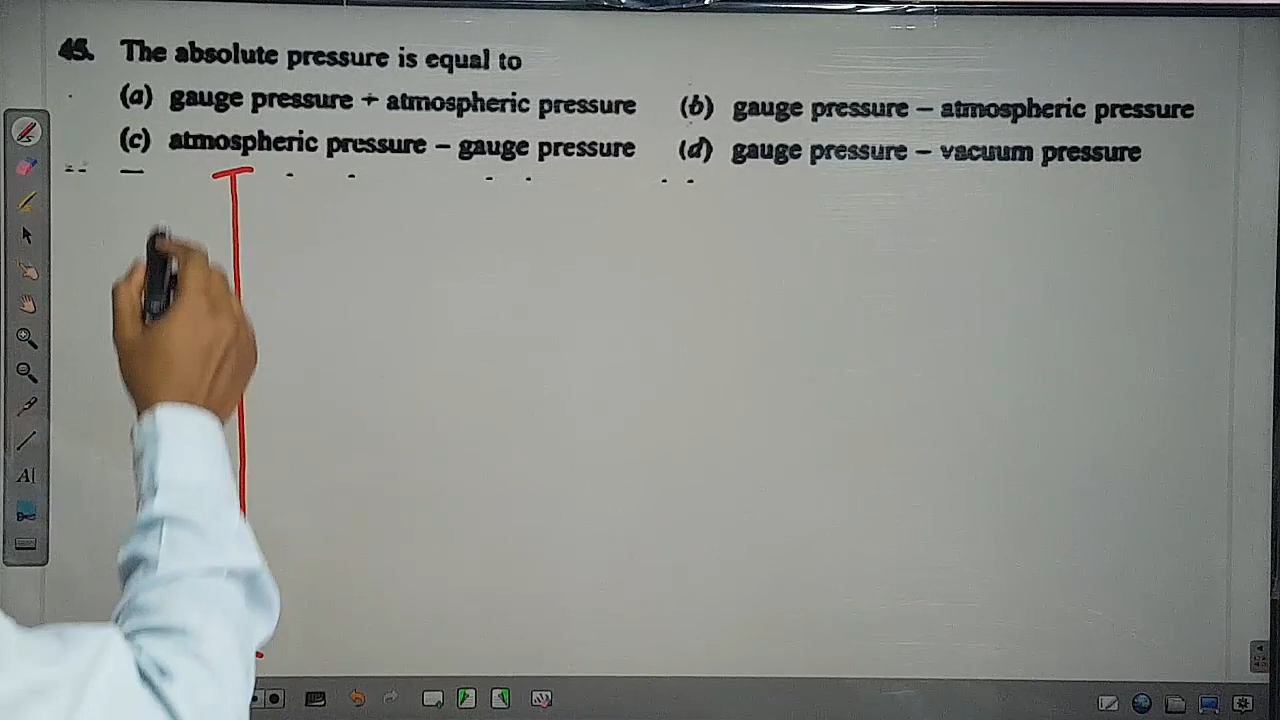 45. The absolute pressure is equal to
(a) gauge pressure + atmospheric pressure (b) gauge pressure – atmospheric pressure
(c) atmospheric pressure – gauge pressure (d) gauge pressure – vacuum pressure
A